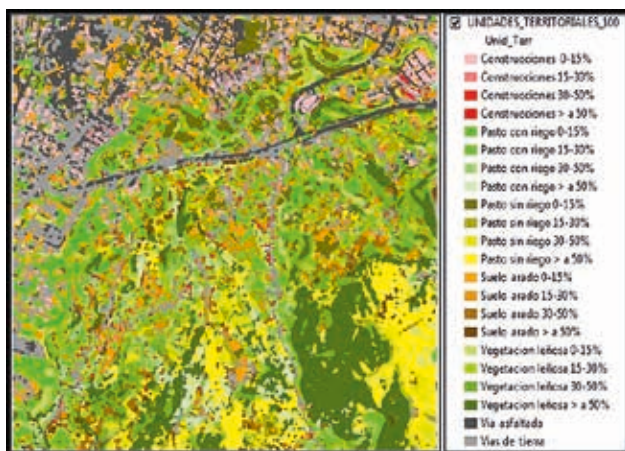 UNIDADES_TERRITORIALES_100
Unid_Terr
Construcciones 0-15%
Construcciones 15-30%
Construcciones 30-50%
Construcciones > a 50%
Pasto con riego 0-15%
Pasto con riego 15-30%
Pasto con riego 30-50%
Pasto con riego > a 50%
Pasto sin riego 0-15%
Pasto sin riego 15-30%
Pasto sin riego 30-50%
Pasto sin riego > a 50%
Suelo arado 0-15%
Suelo arado 15-30%
Suelo arado 30-50%
Suelo arado > a 50%
Vegetacion leñosa 0-15%
Vegetacion leñosa 15-30%
Vegetacion leñosa 30-50%
Vegetacion leñosa > a 50%
Via asfaltada
Vias de tierra